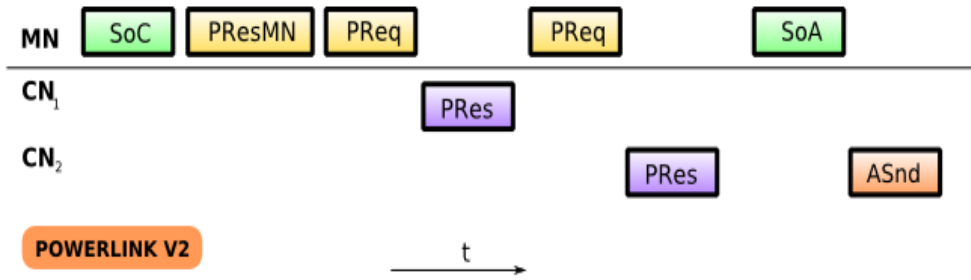 MN SoC PResMN PReq PReq SoA
CN₁ PRes
CN₂ PRes ASnd
POWERLINK V2 t